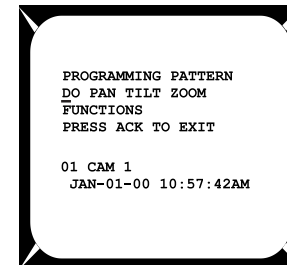 PROGRAMMING PATTERN
DO PAN TILT ZOOM
FUNCTIONS
PRESS ACK TO EXIT
01 CAM 1
JAN-01-00 10:57:42AM